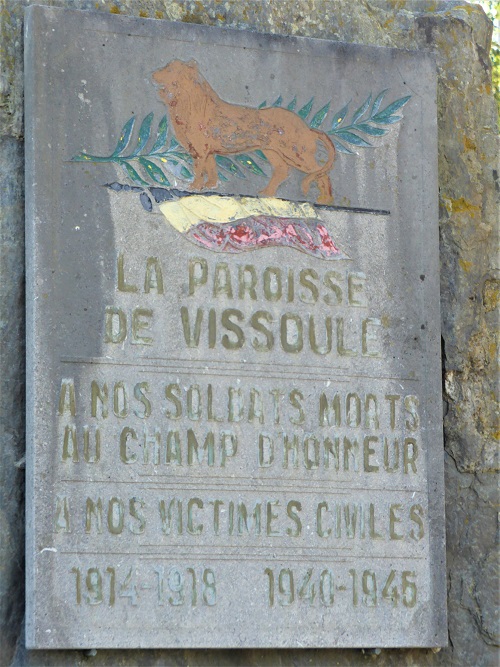 LA PAROISSE
DE VISSOULE
A NOS SOLDATS MORTS
AU CHAMP D'HONNEUR
A NOS VICTIMES CIVILES
1914-1918 1940-1945